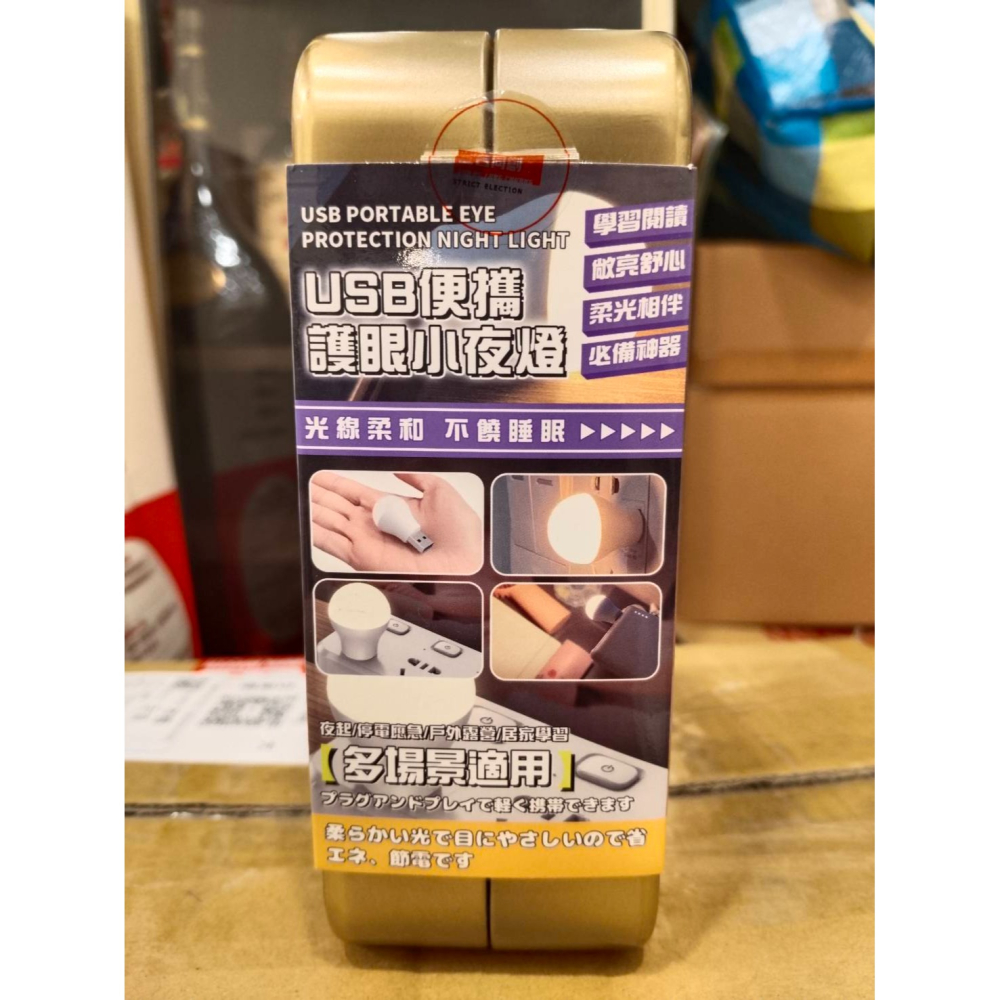 STRICT ELECTION
USB PORTABLE EYE
PROTECTION NIGHT LIGHT
USB便攜
護眼小夜燈
學習閱讀
敞亮舒心
柔光相伴
必備神器
光線柔和 不饒睡眠
夜起/停電應急/戶外露營/居家學習
【多場景適用】
プラグアンドプレイで軽く携帯できます
柔らかい光で目にやさしいので省
エネ、節電です